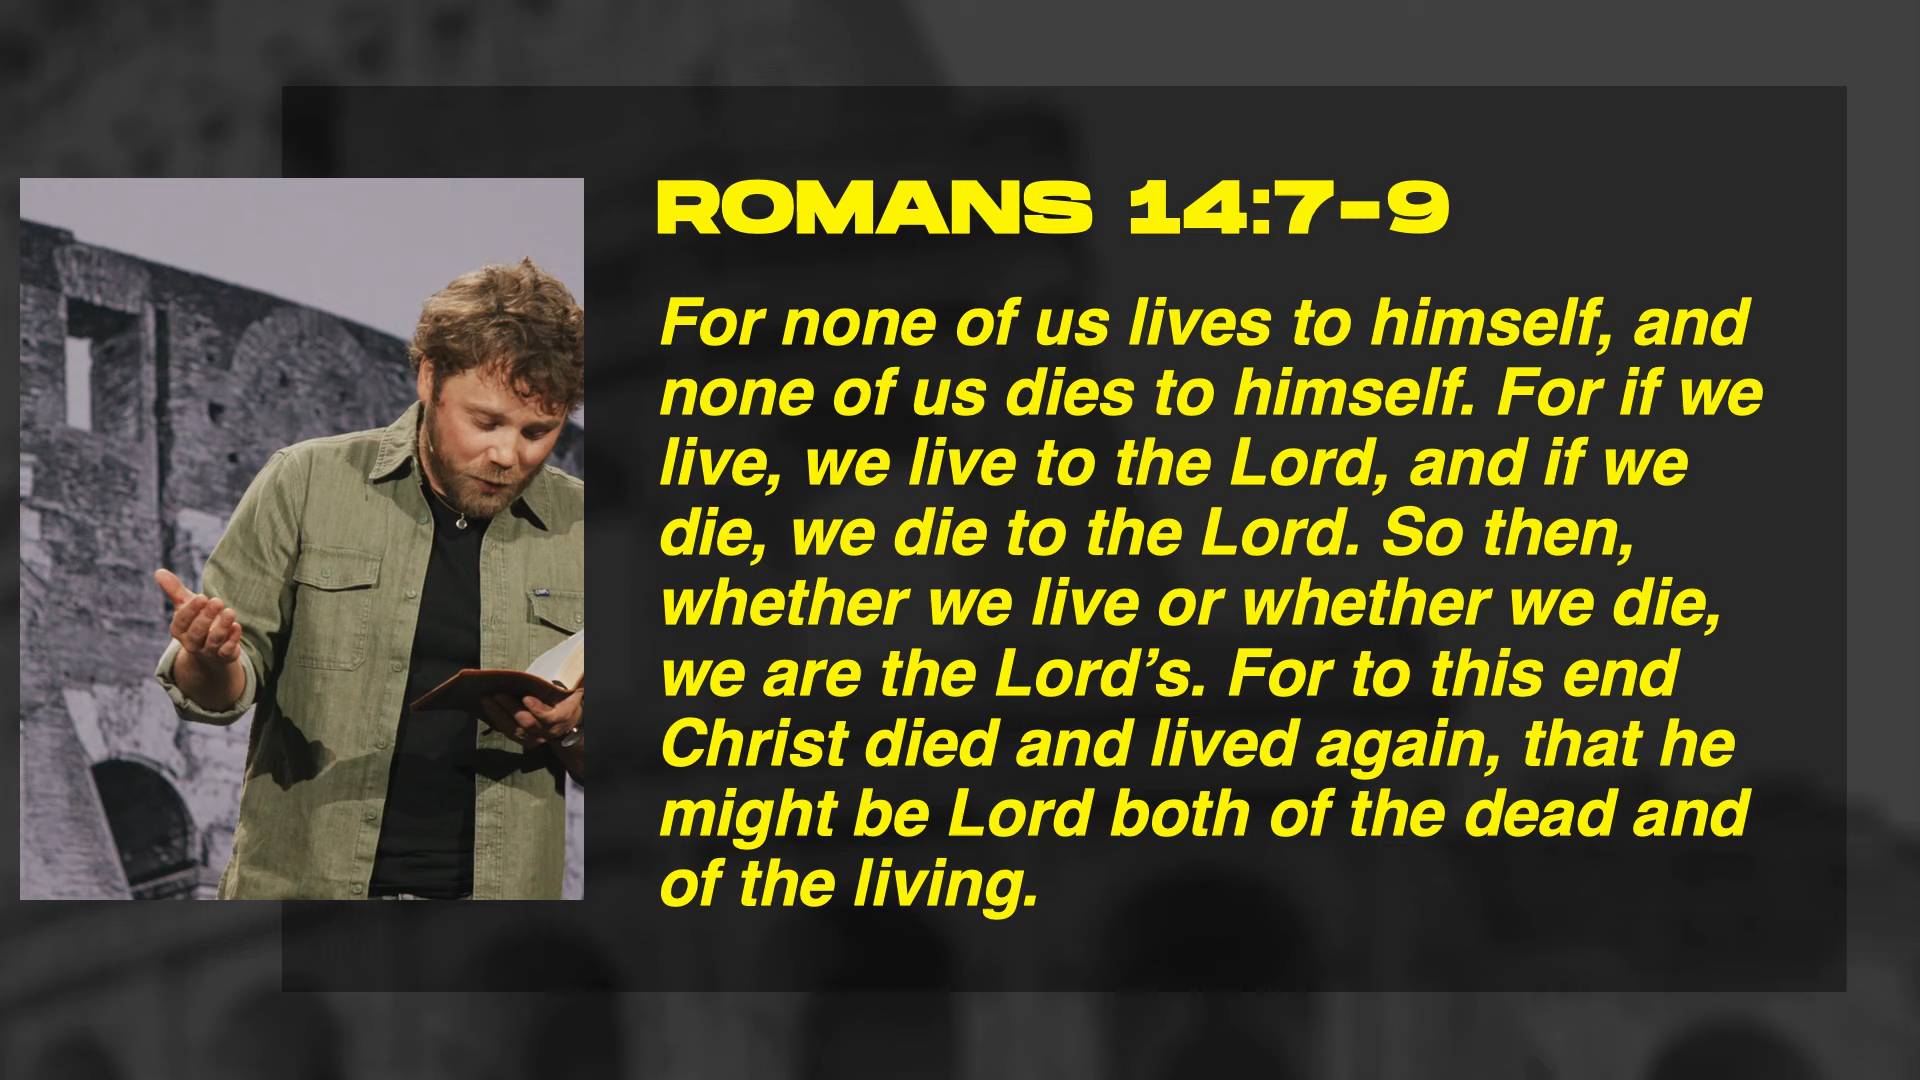 ROMANS 14:7-9
For none of us lives to himself, and
none of us dies to himself. For if we
live, we live to the Lord, and if we
die, we die to the Lord. So then,
whether we live or whether we die,
we are the Lord’s. For to this end
Christ died and lived again, that he
might be Lord both of the dead and
of the living.